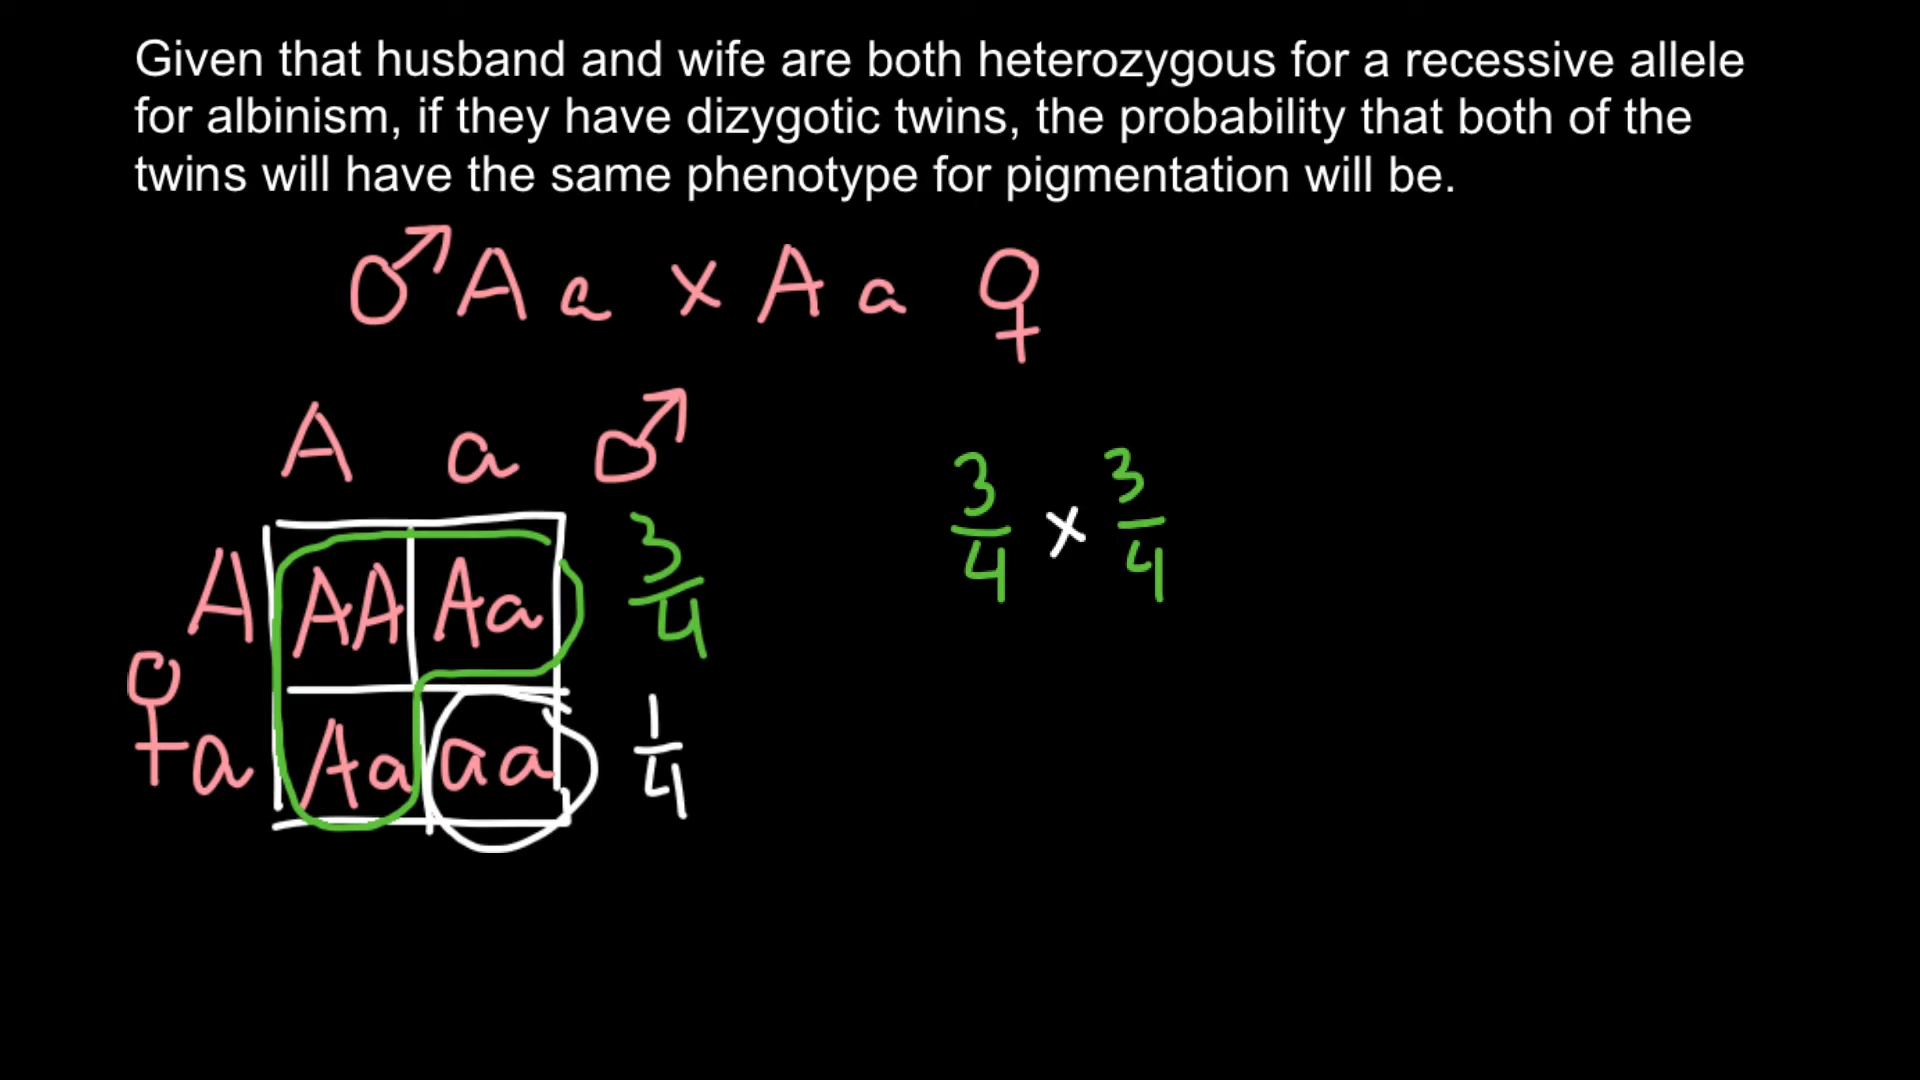 Given that husband and wife are both heterozygous for a recessive allele
for albinism, if they have dizygotic twins, the probability that both of the
twins will have the same phenotype for pigmentation will be.
♂ A a × A a ♀
A a ♂
A AA Aa 3/4
♀ a Aa aa 1/4
3/4 × 3/4